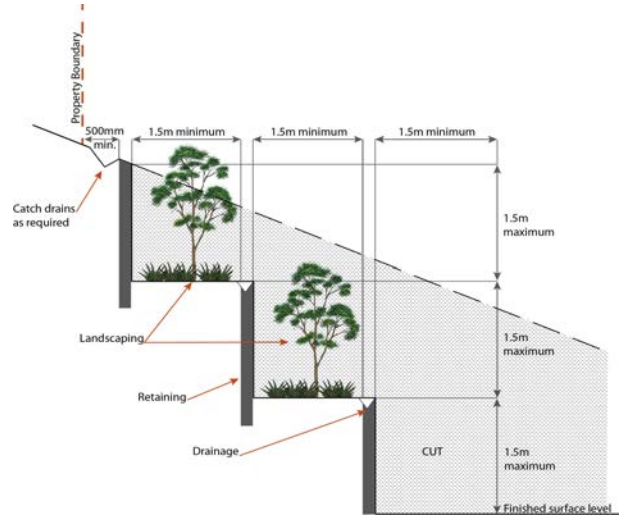 Property Boundary
500mm
min.
1.5m minimum
1.5m minimum
1.5m minimum
Catch drains
as required
1.5m
maximum
Landscaping
1.5m
maximum
Retaining
Drainage
CUT
1.5m
maximum
Finished surface level